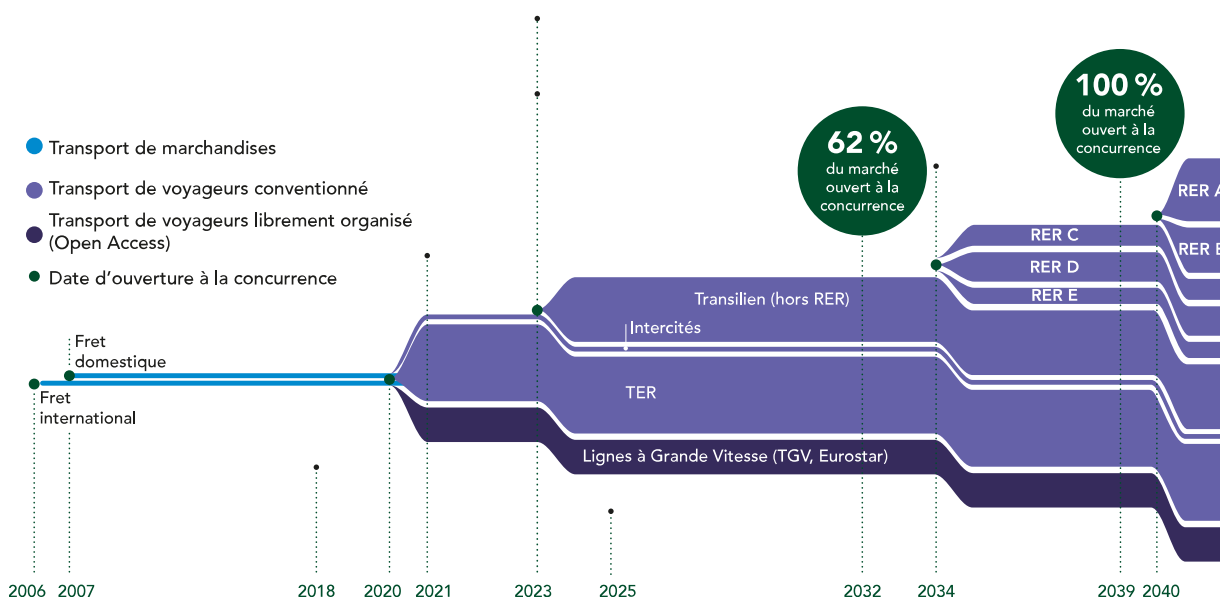 Transport de marchandises
Transport de voyageurs conventionné
Transport de voyageurs librement organisé
(Open Access)
Date d'ouverture à la concurrence
62 %
du marché
ouvert à la
concurrence
100 %
du marché
ouvert à la
concurrence
RER A
RER C
RER D
RER E
Transilien (hors RER)
Intercités
TER
Lignes à Grande Vitesse (TGV, Eurostar)
Fret
domestique
Fret
international
2006
2007
2018
2020
2021
2023
2025
2032
2034
2039
2040